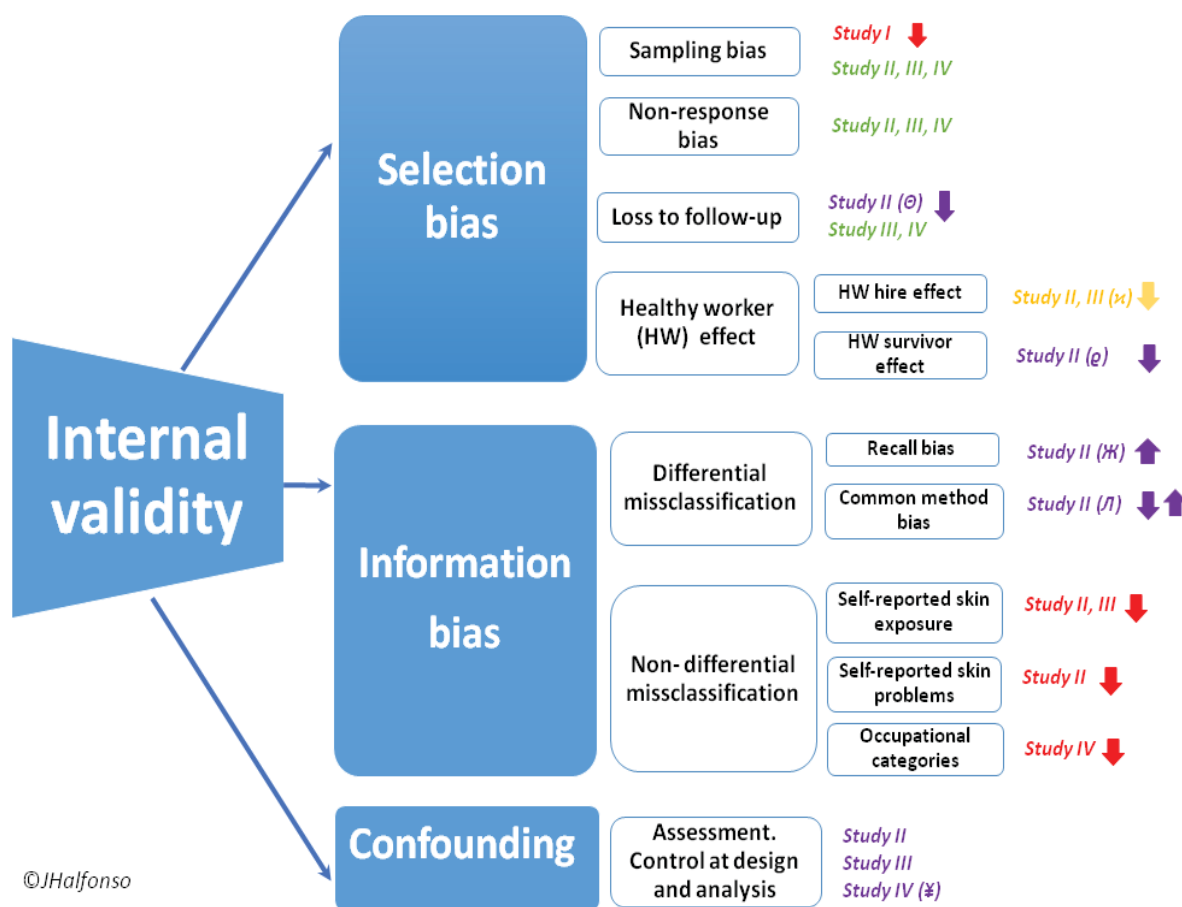 Internal
validity
Selection
bias
Sampling bias
Study I
Study II, III, IV
Non-response
bias
Study II, III, IV
Loss to follow-up
Study II (Θ)
Study III, IV
Healthy worker
(HW) effect
HW hire effect
Study II, III (ϰ)
HW survivor
effect
Study II (ϱ)
Information
bias
Differential
missclassification
Recall bias
Study II (Ж)
Common method
bias
Study II (Л)
Non- differential
missclassification
Self-reported skin
exposure
Study II, III
Self-reported skin
problems
Study II
Occupational
categories
Study IV
Confounding
Assessment.
Control at design
and analysis
Study II
Study III
Study IV (¥)
©JHalfonso